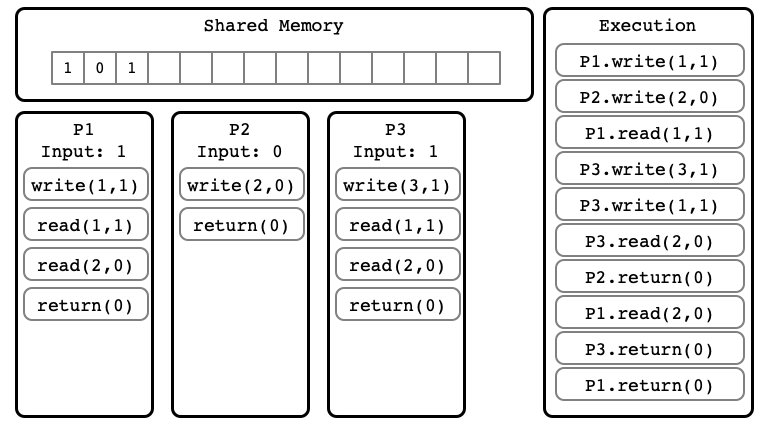 Shared Memory
1 0 1
P1
Input: 1
write(1,1)
read(1,1)
read(2,0)
return(0)
P2
Input: 0
write(2,0)
return(0)
P3
Input: 1
write(3,1)
read(1,1)
read(2,0)
return(0)
Execution
P1.write(1,1)
P2.write(2,0)
P1.read(1,1)
P3.write(3,1)
P3.write(1,1)
P3.read(2,0)
P2.return(0)
P1.read(2,0)
P3.return(0)
P1.return(0)